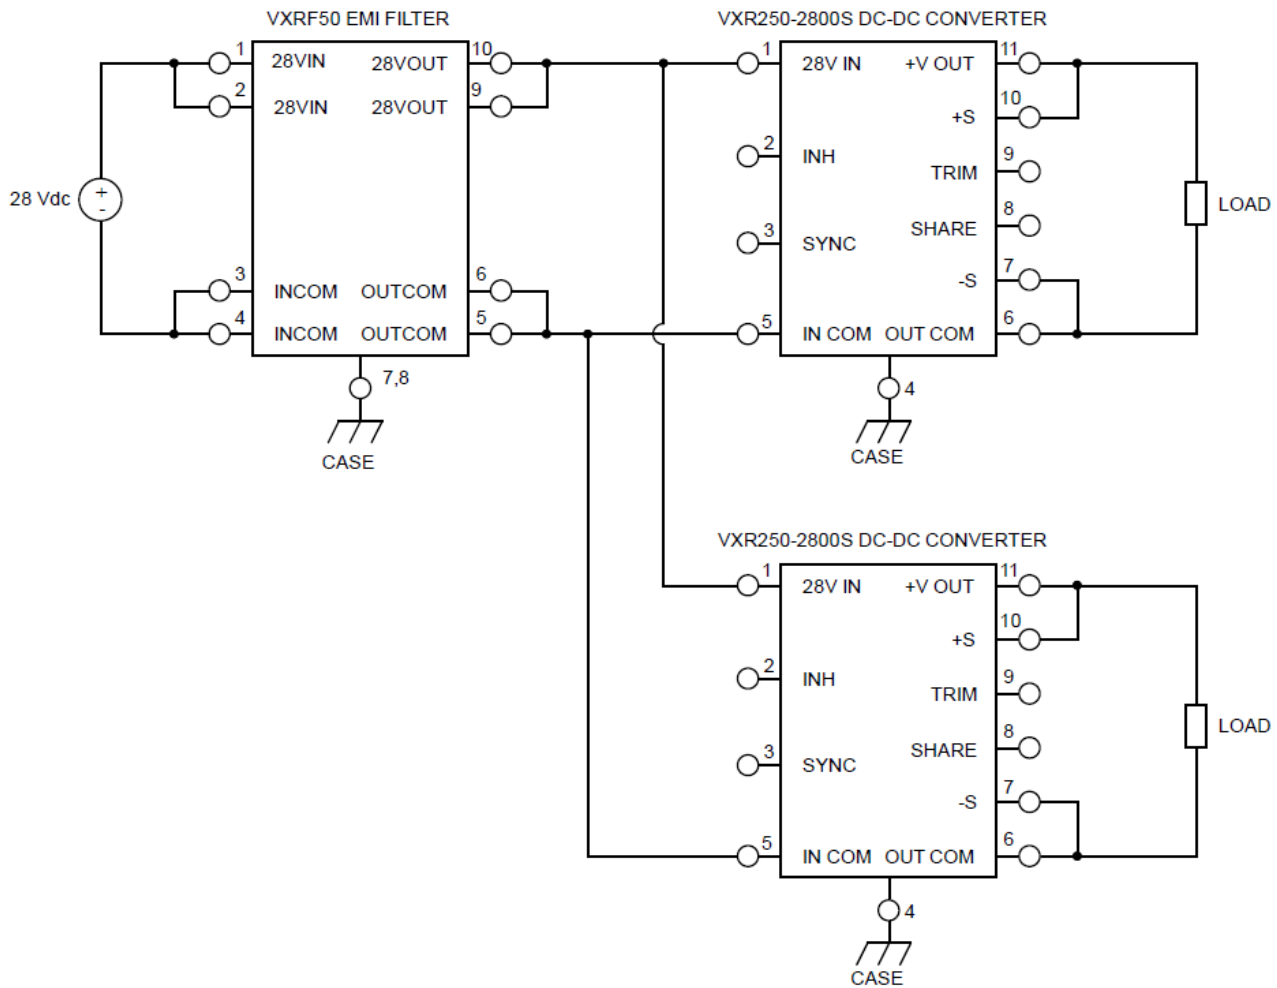 VXRF50 EMI FILTER
VXR250-2800S DC-DC CONVERTER
1 28VIN 28VOUT 10
1 28V IN +V OUT 11
2 28VIN 28VOUT 9
+S 10
2 INH
TRIM 9
28 Vdc + -
LOAD
SHARE 8
3 SYNC
-S 7
3 INCOM OUTCOM 6
4 INCOM OUTCOM 5
5 IN COM OUT COM 6
7,8
4
CASE
CASE
VXR250-2800S DC-DC CONVERTER
1 28V IN +V OUT 11
+S 10
2 INH
TRIM 9
LOAD
SHARE 8
3 SYNC
-S 7
5 IN COM OUT COM 6
4
CASE